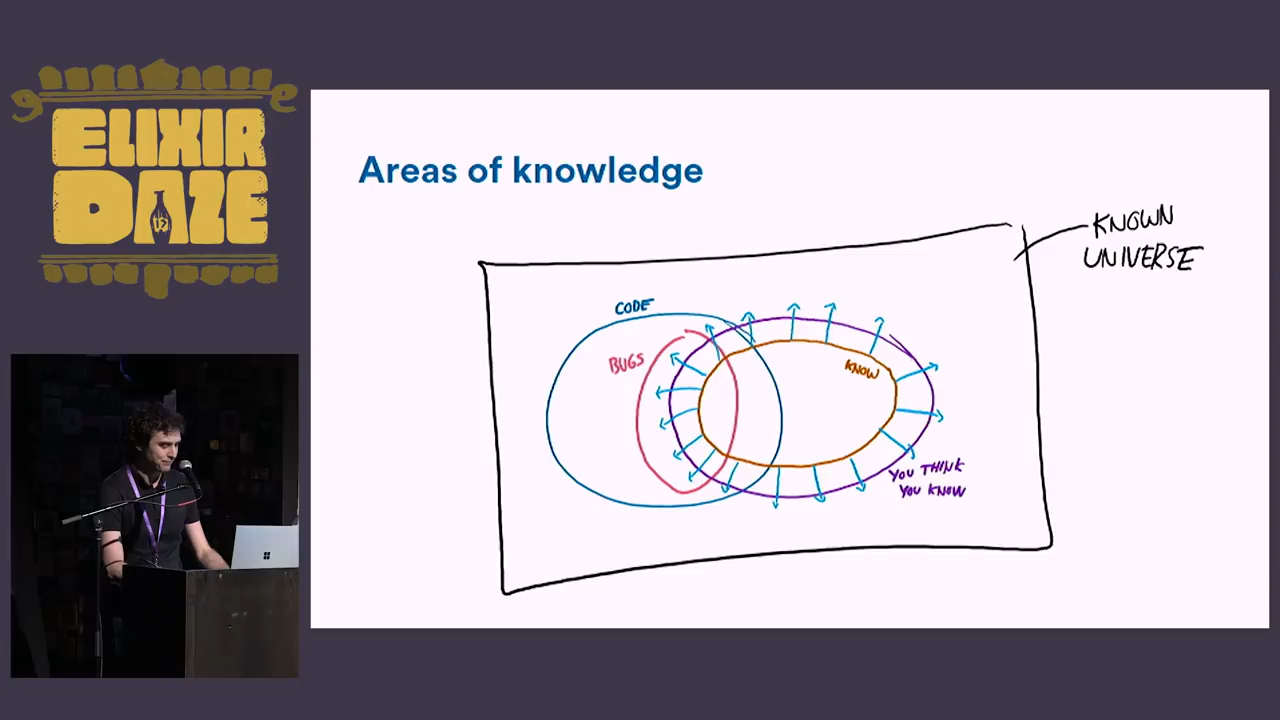 ELIXIR
DAZE
Areas of knowledge
KNOWN
UNIVERSE
CODE
BUGS
KNOW
YOU THINK
YOU KNOW